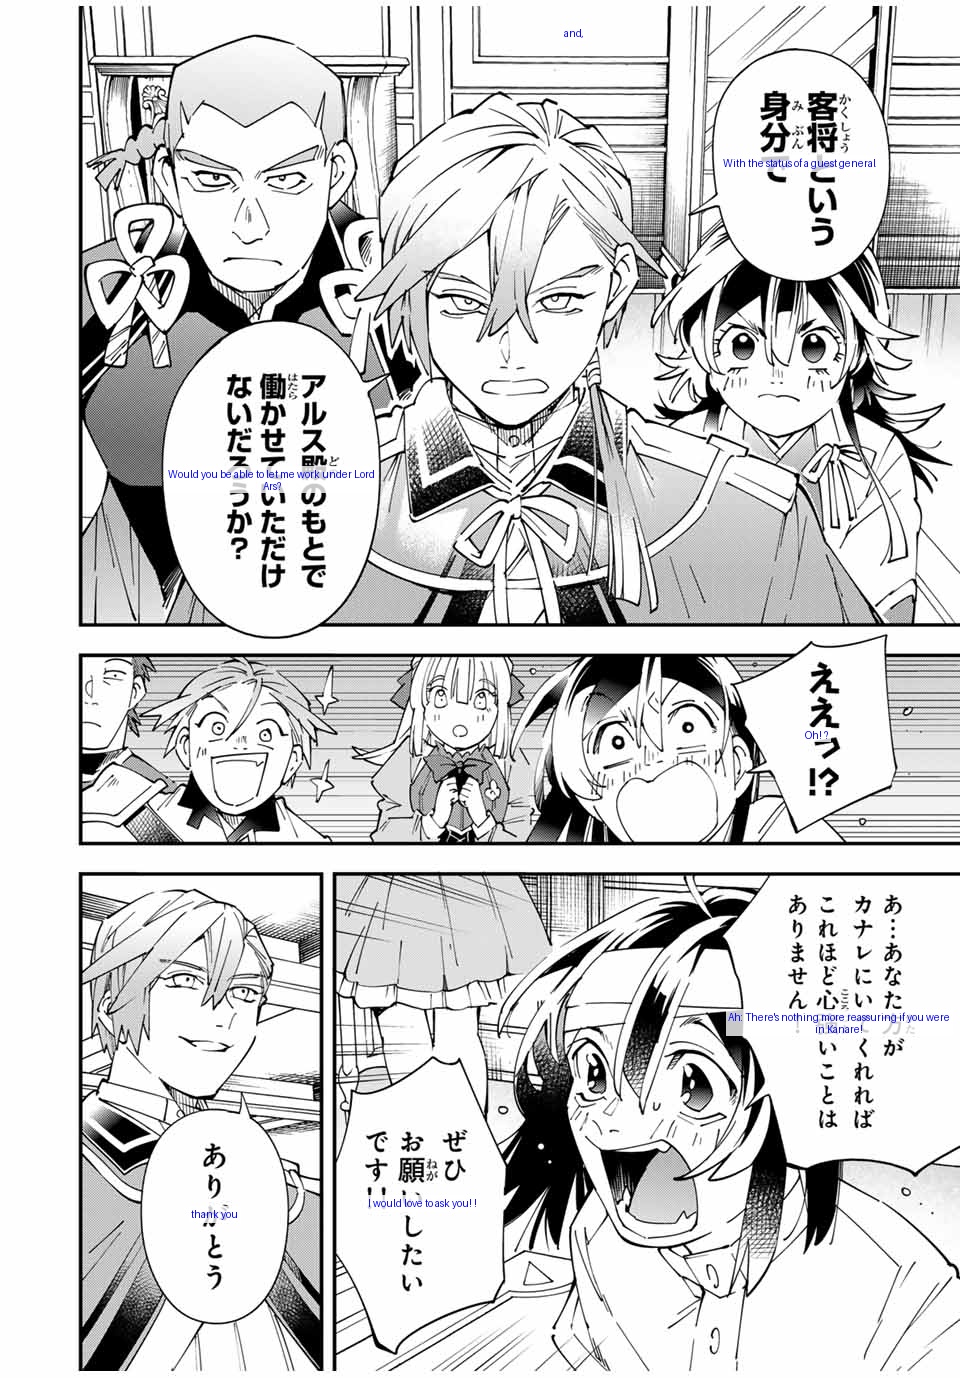 and,
客将という
身分で
With the status of a guest general
アルス殿のもとで
働かせていただけ
ないだろうか?
Would you be able to let me work under Lord
Ars?
ええっ!?
Oh!?
あ…あなた方が
カナレにいてくれれば
これほど心強いことは
ありません!
Ah: There's nothing more reassuring if you were
in Kanare!
ぜひ
お願いしたい
です!!
I would love to ask you!!
ありがとう
thank you